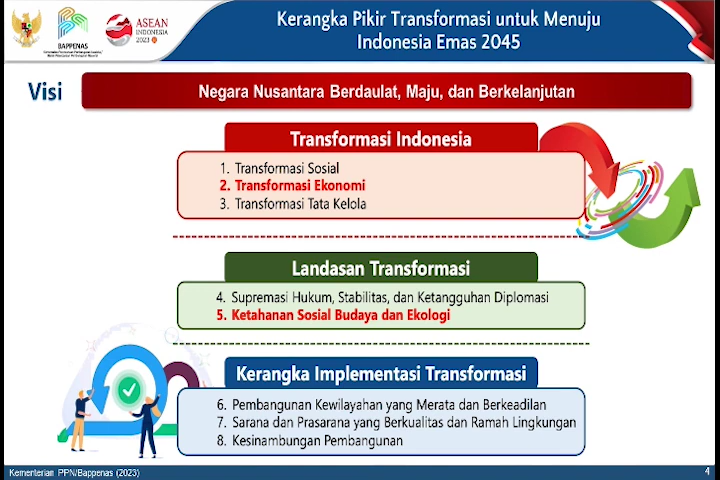 Kerangka Pikir Transformasi untuk Menuju
Indonesia Emas 2045
BAPPENAS
ASEAN
INDONESIA
2023
Visi
Negara Nusantara Berdaulat, Maju, dan Berkelanjutan
Transformasi Indonesia
1. Transformasi Sosial
2. Transformasi Ekonomi
3. Transformasi Tata Kelola
Landasan Transformasi
4. Supremasi Hukum, Stabilitas, dan Ketangguhan Diplomasi
5. Ketahanan Sosial Budaya dan Ekologi
Kerangka Implementasi Transformasi
6. Pembangunan Kewilayahan yang Merata dan Berkeadilan
7. Sarana dan Prasarana yang Berkualitas dan Ramah Lingkungan
8. Kesinambungan Pembangunan
Kementerian PPN/Bappenas (2023)
4